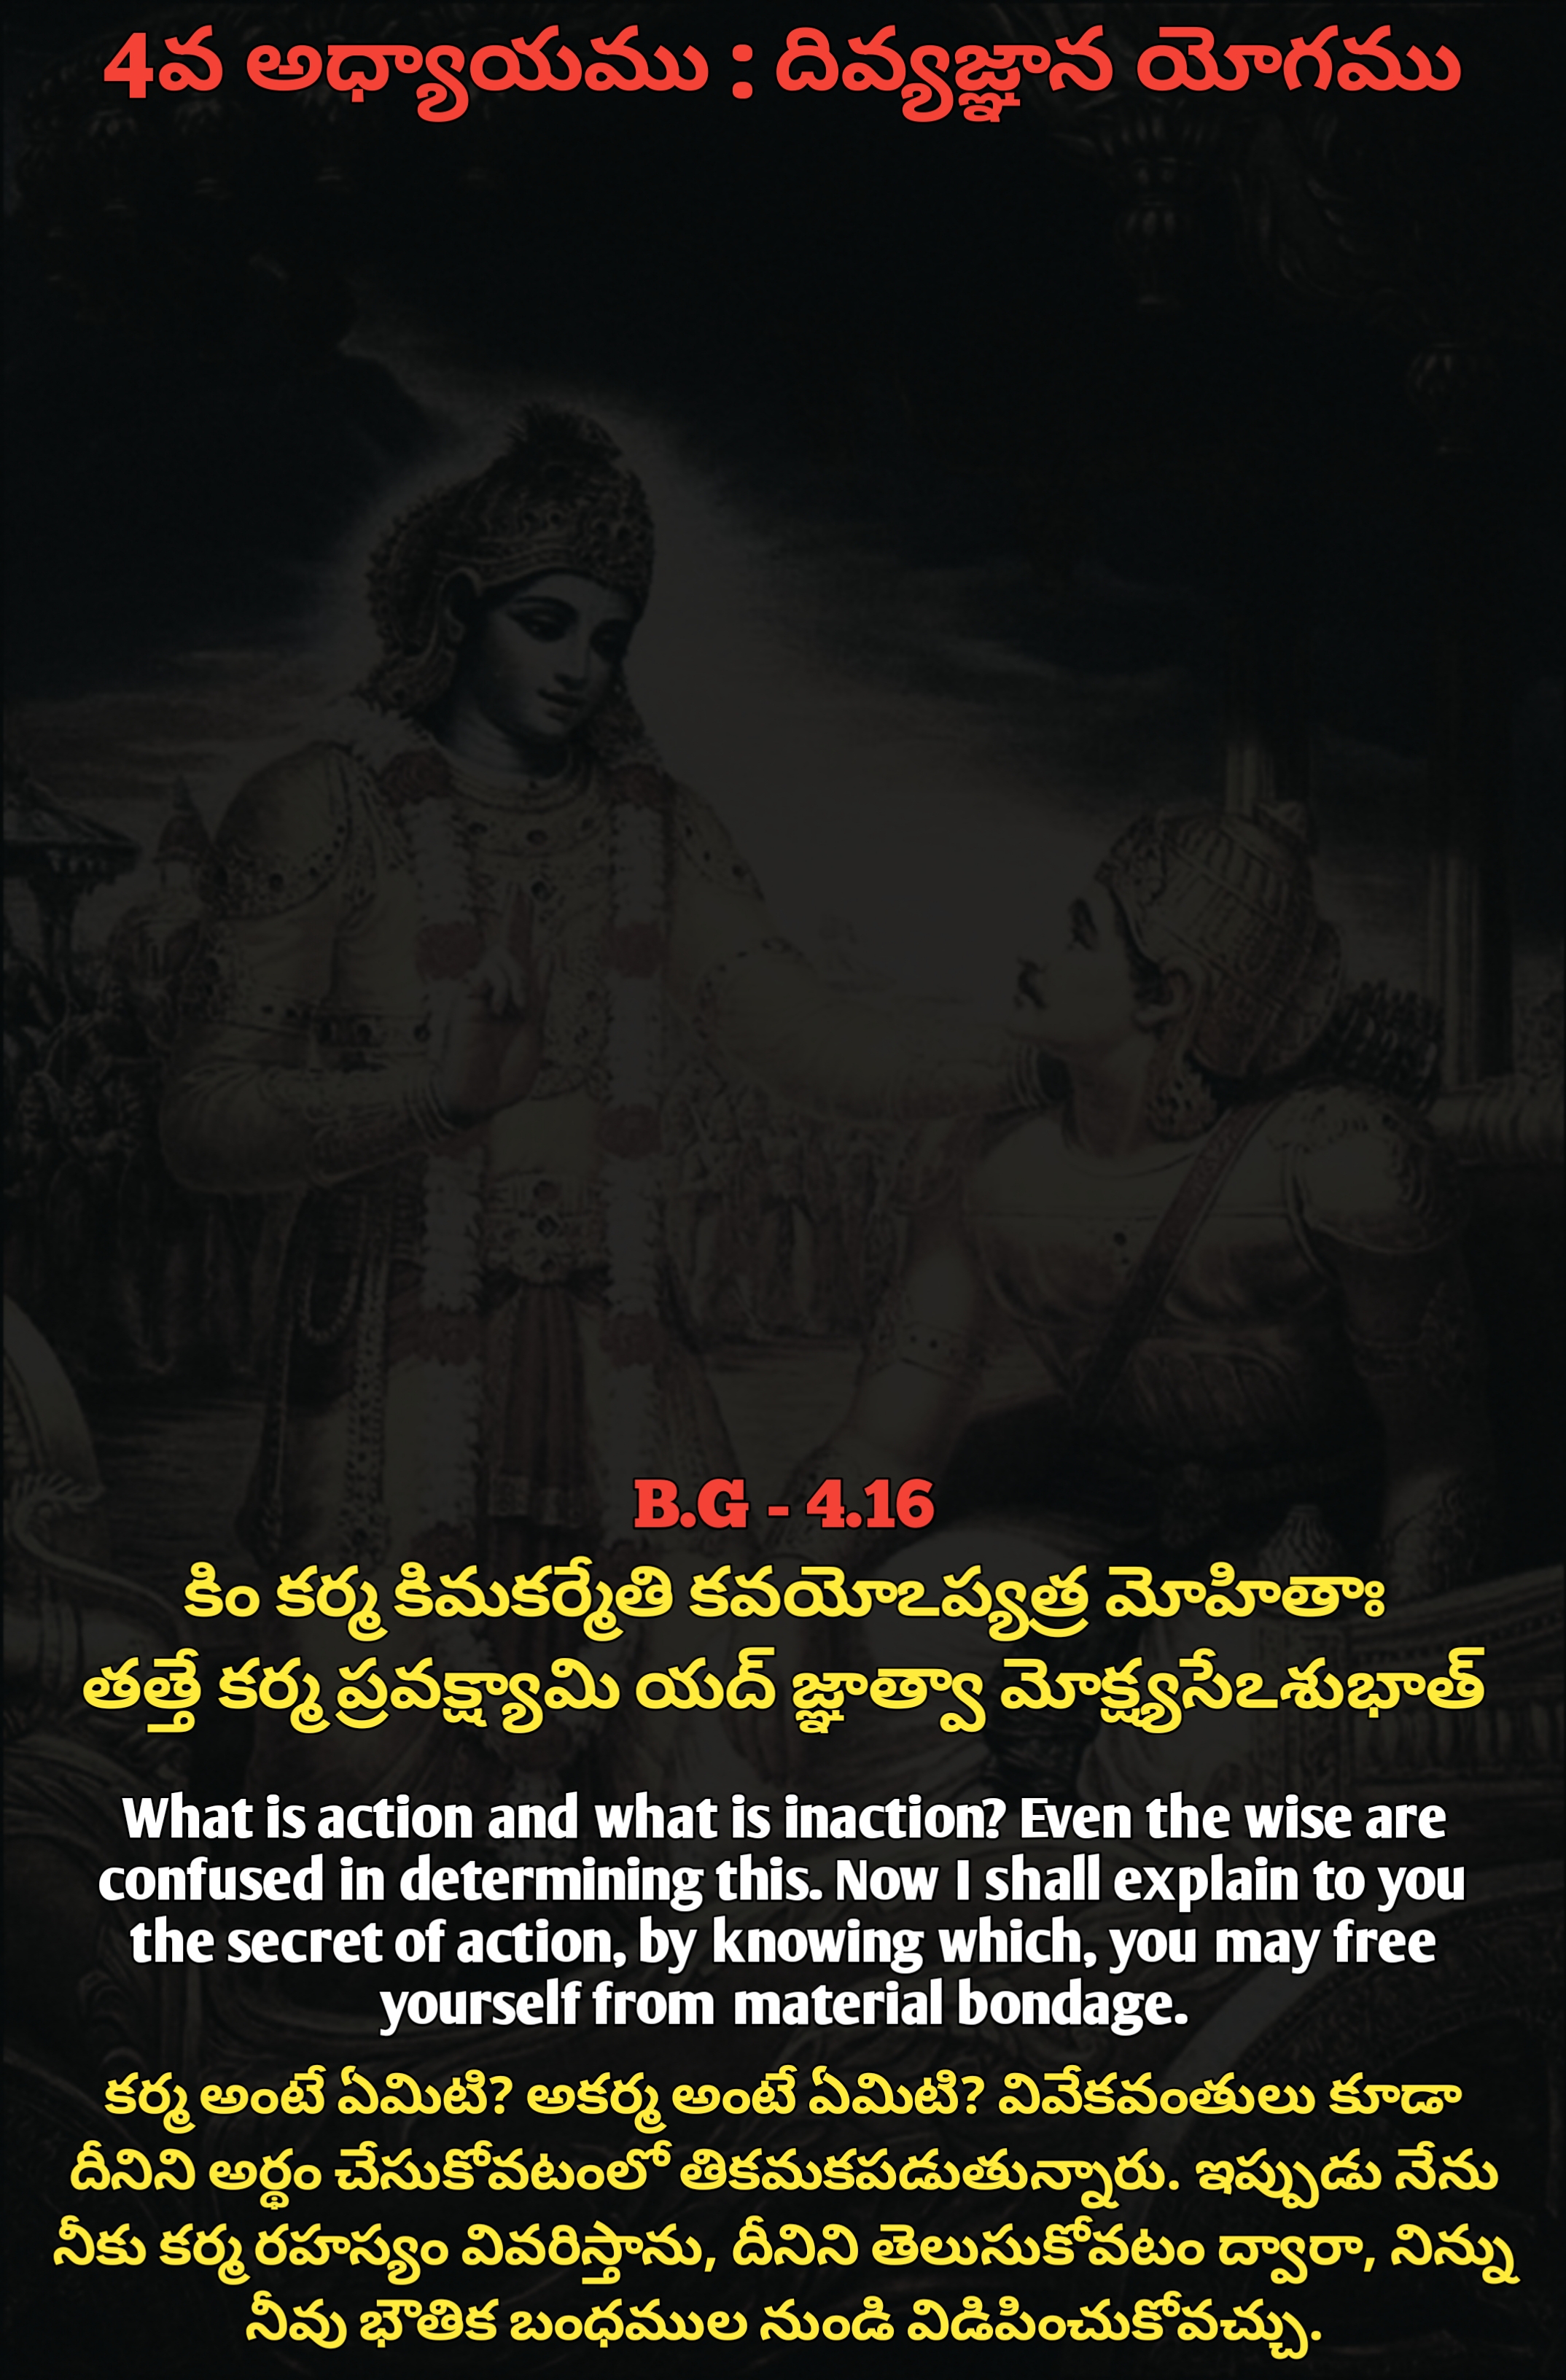 4వ అధ్యాయము : దివ్యజ్ఞాన యోగము
B.G - 4.16
కిం కర్మ కిమకర్మేతి కవయోఽప్యత్ర మోహితాః
తత్తే కర్మ ప్రవక్ష్యామి యద్ జ్ఞాత్వా మోక్ష్యసేఽశుభాత్
What is action and what is inaction? Even the wise are
confused in determining this. Now I shall explain to you
the secret of action, by knowing which, you may free
yourself from material bondage.
కర్మ అంటే ఏమిటి? అకర్మ అంటే ఏమిటి? వివేకవంతులు కూడా
దీనిని అర్థం చేసుకోవటంలో తికమకపడుతున్నారు. ఇప్పుడు నేను
నీకు కర్మ రహస్యం వివరిస్తాను, దీనిని తెలుసుకోవటం ద్వారా, నిన్ను
నీవు భౌతిక బంధముల నుండి విడిపించుకోవచ్చు.